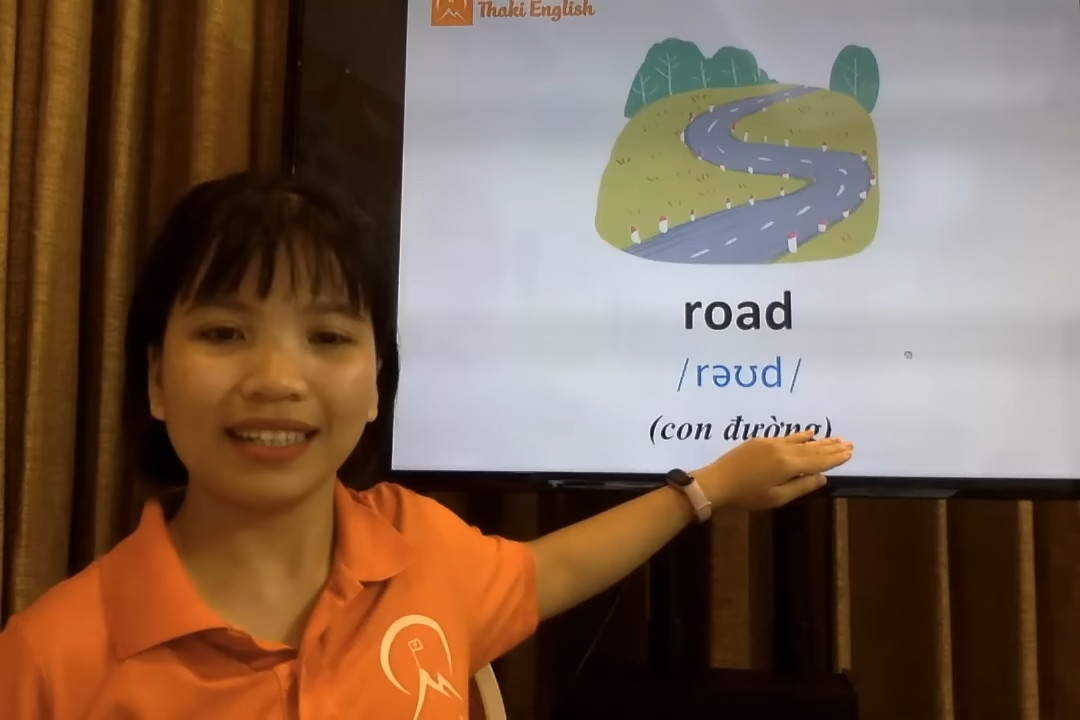 Thaki English
road
/rəʊd/
(con đường)